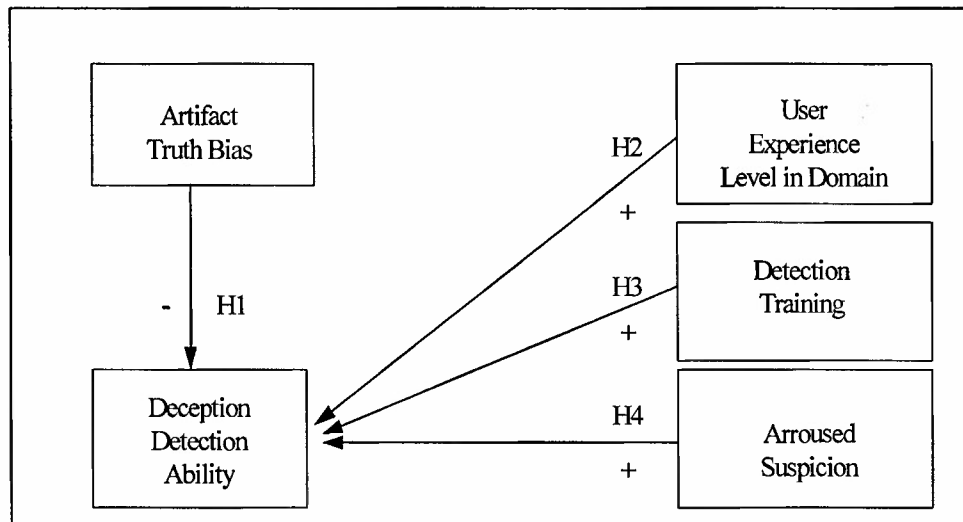 Artifact
Truth Bias
User
Experience
Level in Domain
H2
+
Detection
Training
H3
+
- H1
Deception
Detection
Ability
H4
+
Arroused
Suspicion